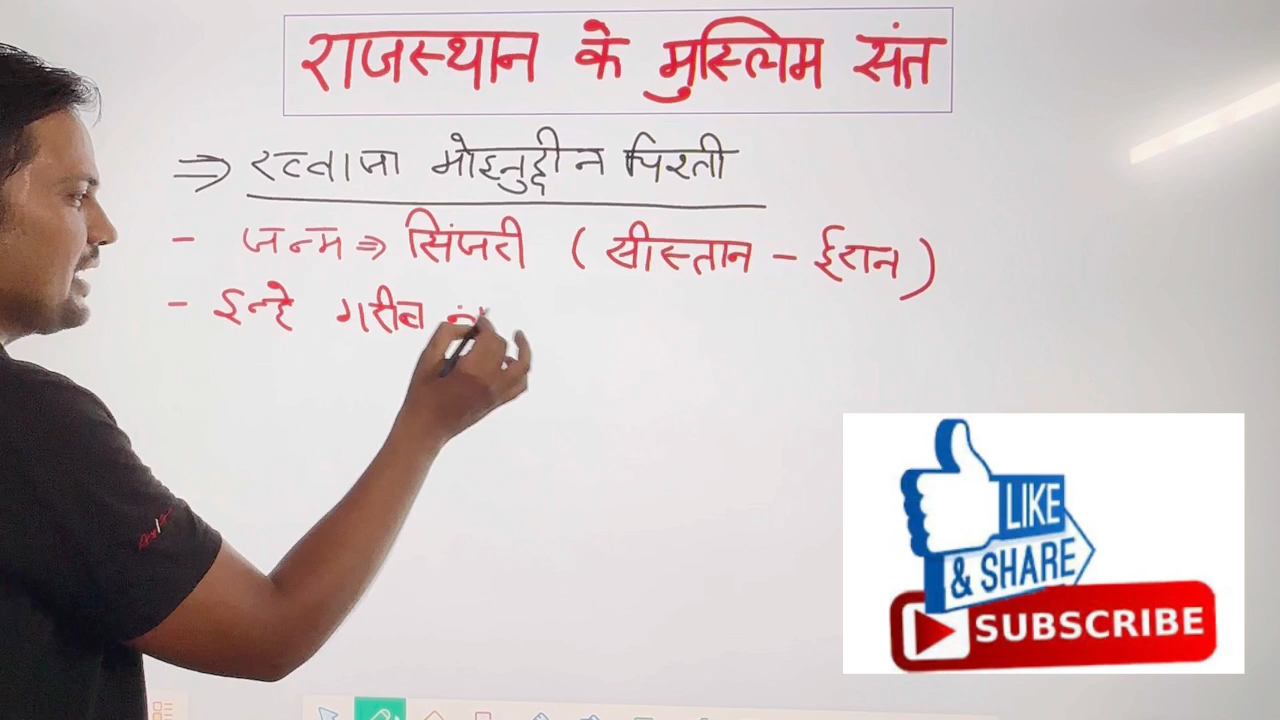 राजस्थान के मुस्लिम संत
⇒ ख्वाजा मोइनुद्दीन चिश्ती
- जन्म ⇒ सिंजरी (सीस्तान - ईरान)
- इन्हे गरीब
LIKE
& SHARE
SUBSCRIBE